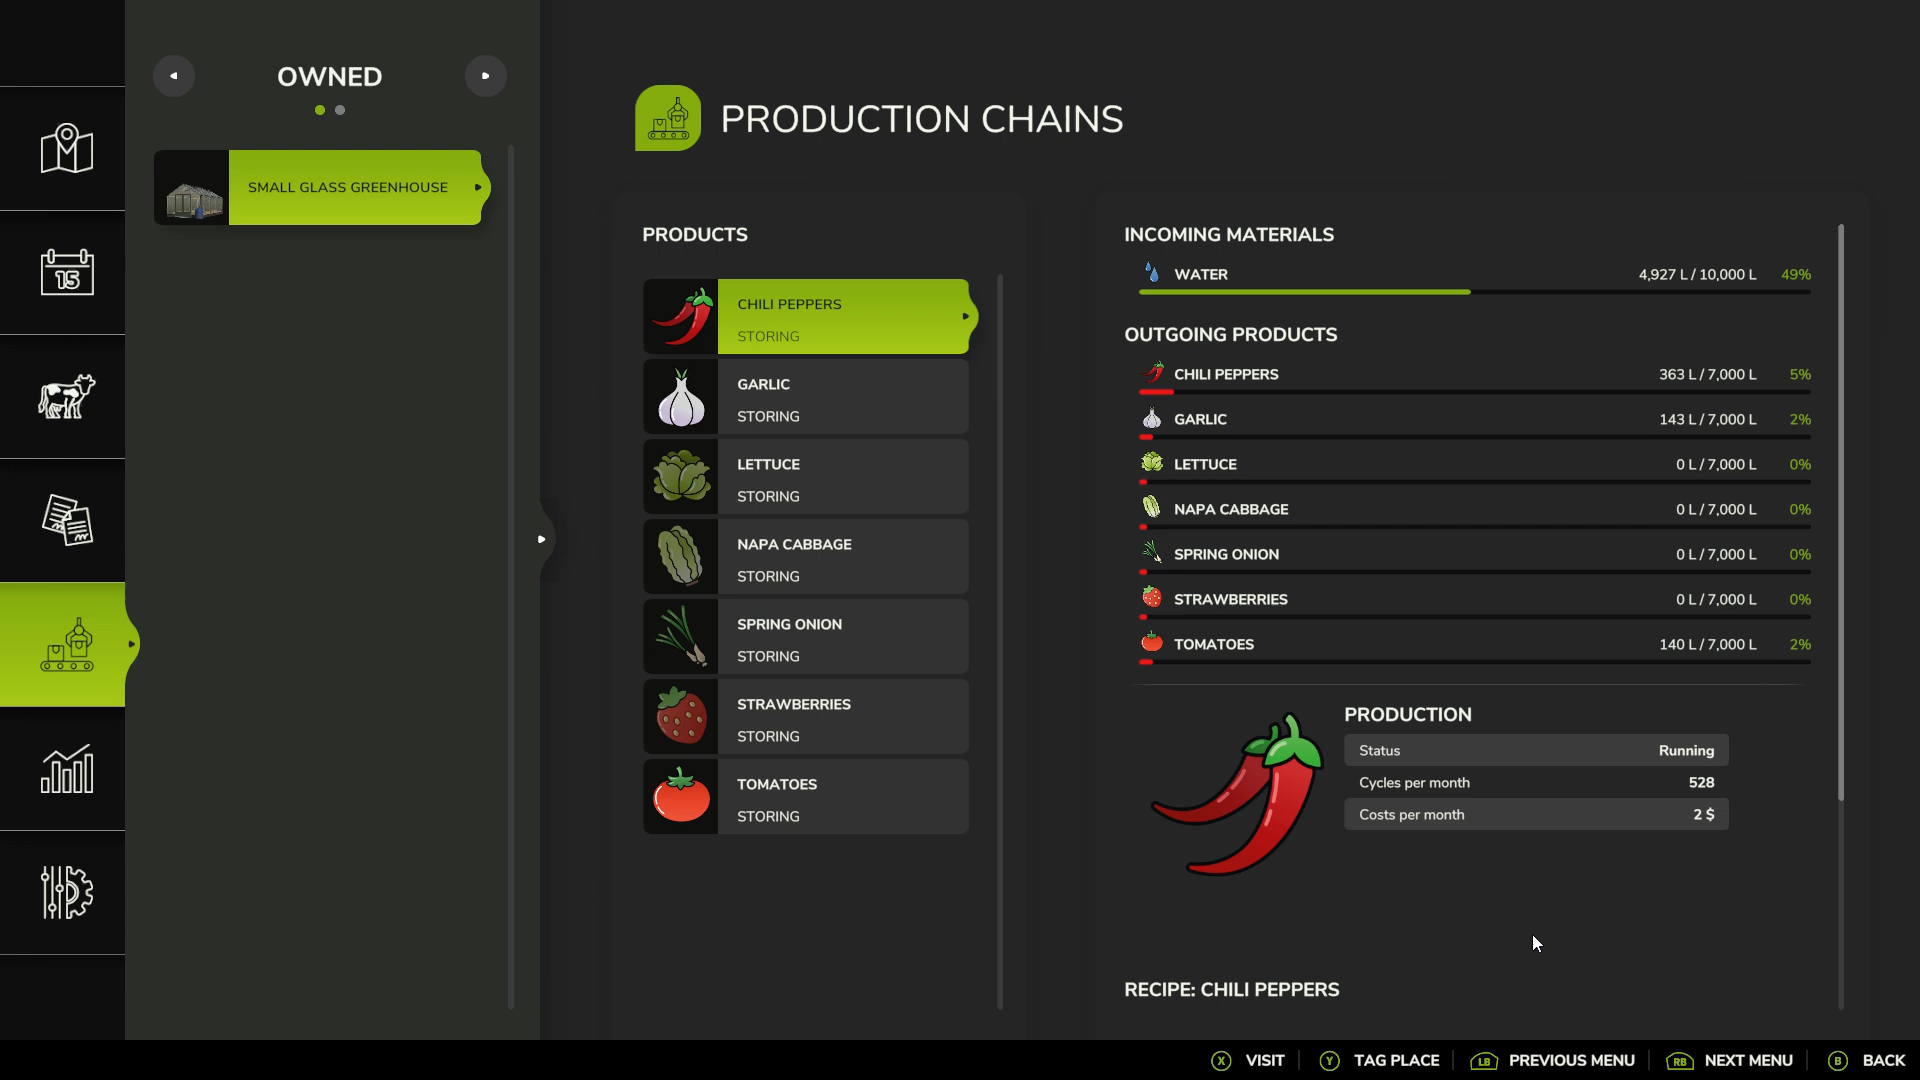 OWNED
SMALL GLASS GREENHOUSE
15
PRODUCTION CHAINS
PRODUCTS
CHILI PEPPERS
STORING
GARLIC
STORING
LETTUCE
STORING
NAPA CABBAGE
STORING
SPRING ONION
STORING
STRAWBERRIES
STORING
TOMATOES
STORING
INCOMING MATERIALS
WATER 4,927 L / 10,000 L 49%
OUTGOING PRODUCTS
CHILI PEPPERS 363 L / 7,000 L 5%
GARLIC 143 L / 7,000 L 2%
LETTUCE 0 L / 7,000 L 0%
NAPA CABBAGE 0 L / 7,000 L 0%
SPRING ONION 0 L / 7,000 L 0%
STRAWBERRIES 0 L / 7,000 L 0%
TOMATOES 140 L / 7,000 L 2%
PRODUCTION
Status Running
Cycles per month 528
Costs per month 2 $
RECIPE: CHILI PEPPERS
X VISIT Y TAG PLACE LB PREVIOUS MENU RB NEXT MENU B BACK